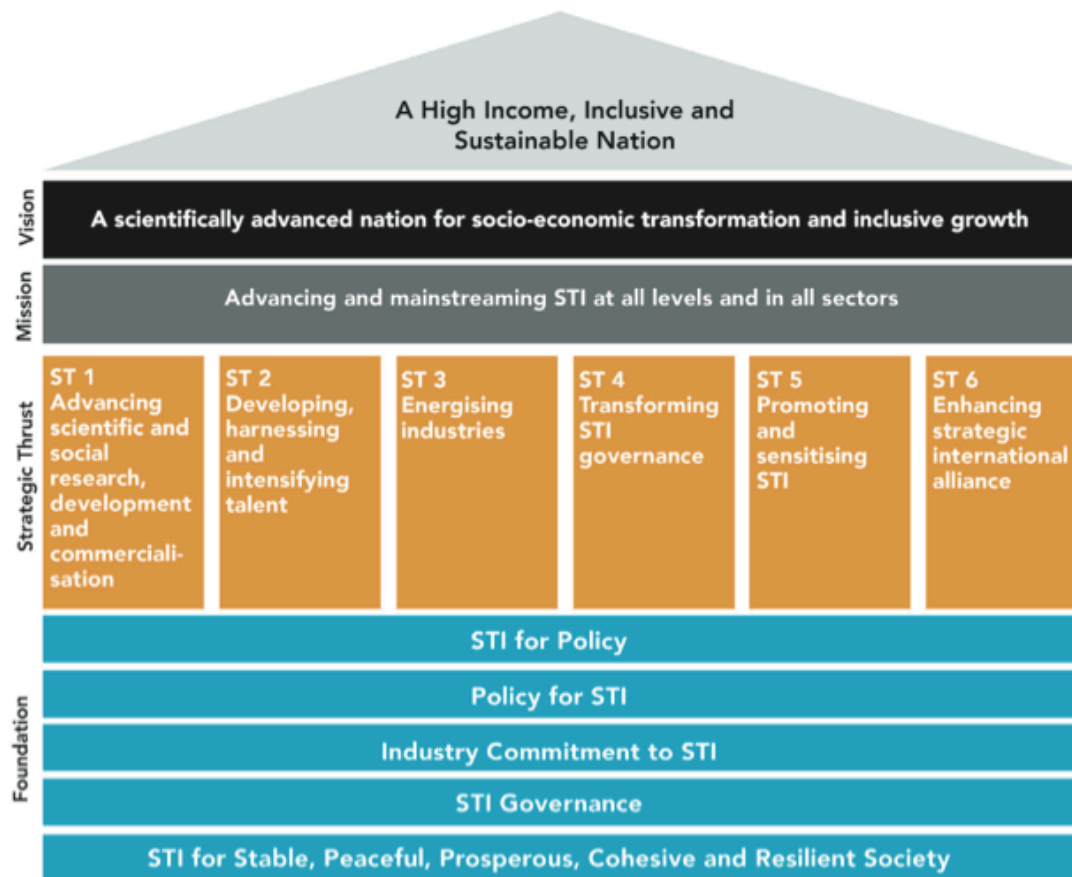 A High Income, Inclusive and
Sustainable Nation
Vision
A scientifically advanced nation for socio-economic transformation and inclusive growth
Mission
Advancing and mainstreaming STI at all levels and in all sectors
Strategic Thrust
ST 1
Advancing
scientific and
social
research,
development
and
commerciali-
sation
ST 2
Developing,
harnessing
and
intensifying
talent
ST 3
Energising
industries
ST 4
Transforming
STI
governance
ST 5
Promoting
and
sensitising
STI
ST 6
Enhancing
strategic
international
alliance
Foundation
STI for Policy
Policy for STI
Industry Commitment to STI
STI Governance
STI for Stable, Peaceful, Prosperous, Cohesive and Resilient Society